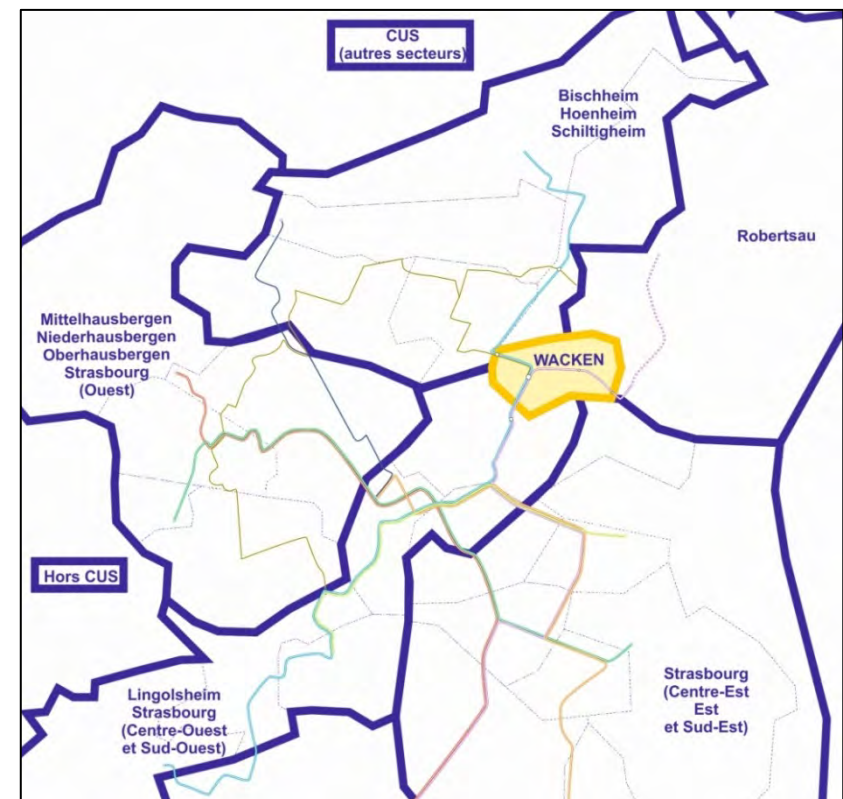 CUS
(autres secteurs)
Bischheim
Hoenheim
Schiltigheim
Robertsau
Mittelhausbergen
Niederhausbergen
Oberhausbergen
Strasbourg
(Ouest)
WACKEN
Hors CUS
Lingolsheim
Strasbourg
(Centre-Ouest
et Sud-Ouest)
Strasbourg
(Centre-Est
Est
et Sud-Est)